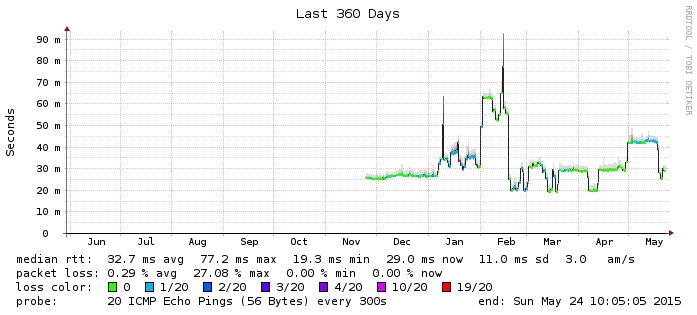 Last 360 Days
RRDTOOL / TOBI OETIKER
Seconds
90 m
80 m
70 m
60 m
50 m
40 m
30 m
20 m
10 m
0
Jun Jul Aug Sep Oct Nov Dec Jan Feb Mar Apr May
median rtt: 32.7 ms avg 77.2 ms max 19.3 ms min 29.0 ms now 11.0 ms sd 3.0 am/s
packet loss: 0.29 % avg 27.08 % max 0.00 % min 0.00 % now
loss color: 0 1/20 2/20 3/20 4/20 10/20 19/20
probe: 20 ICMP Echo Pings (56 Bytes) every 300s end: Sun May 24 10:05:05 2015